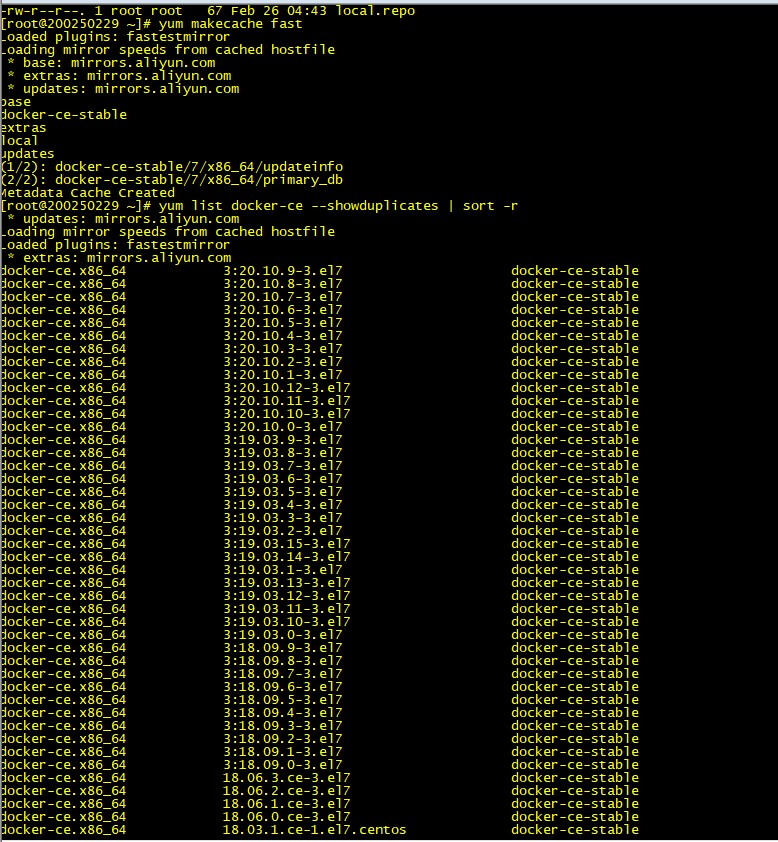 -rw-r--r--. 1 root root   67 Feb 26 04:43 local.repo
[root@200250229 ~]# yum makecache fast
Loaded plugins: fastestmirror
Loading mirror speeds from cached hostfile
 * base: mirrors.aliyun.com
 * extras: mirrors.aliyun.com
 * updates: mirrors.aliyun.com
base
docker-ce-stable
extras
local
updates
(1/2): docker-ce-stable/7/x86_64/updateinfo
(2/2): docker-ce-stable/7/x86_64/primary_db
Metadata Cache Created
[root@200250229 ~]# yum list docker-ce --showduplicates | sort -r
 * updates: mirrors.aliyun.com
Loading mirror speeds from cached hostfile
Loaded plugins: fastestmirror
 * extras: mirrors.aliyun.com
docker-ce.x86_64            3:20.10.9-3.el7                     docker-ce-stable
docker-ce.x86_64            3:20.10.8-3.el7                     docker-ce-stable
docker-ce.x86_64            3:20.10.7-3.el7                     docker-ce-stable
docker-ce.x86_64            3:20.10.6-3.el7                     docker-ce-stable
docker-ce.x86_64            3:20.10.5-3.el7                     docker-ce-stable
docker-ce.x86_64            3:20.10.4-3.el7                     docker-ce-stable
docker-ce.x86_64            3:20.10.3-3.el7                     docker-ce-stable
docker-ce.x86_64            3:20.10.2-3.el7                     docker-ce-stable
docker-ce.x86_64            3:20.10.1-3.el7                     docker-ce-stable
docker-ce.x86_64            3:20.10.12-3.el7                    docker-ce-stable
docker-ce.x86_64            3:20.10.11-3.el7                    docker-ce-stable
docker-ce.x86_64            3:20.10.10-3.el7                    docker-ce-stable
docker-ce.x86_64            3:20.10.0-3.el7                     docker-ce-stable
docker-ce.x86_64            3:19.03.9-3.el7                     docker-ce-stable
docker-ce.x86_64            3:19.03.8-3.el7                     docker-ce-stable
docker-ce.x86_64            3:19.03.7-3.el7                     docker-ce-stable
docker-ce.x86_64            3:19.03.6-3.el7                     docker-ce-stable
docker-ce.x86_64            3:19.03.5-3.el7                     docker-ce-stable
docker-ce.x86_64            3:19.03.4-3.el7                     docker-ce-stable
docker-ce.x86_64            3:19.03.3-3.el7                     docker-ce-stable
docker-ce.x86_64            3:19.03.2-3.el7                     docker-ce-stable
docker-ce.x86_64            3:19.03.15-3.el7                    docker-ce-stable
docker-ce.x86_64            3:19.03.14-3.el7                    docker-ce-stable
docker-ce.x86_64            3:19.03.1-3.el7                     docker-ce-stable
docker-ce.x86_64            3:19.03.13-3.el7                    docker-ce-stable
docker-ce.x86_64            3:19.03.12-3.el7                    docker-ce-stable
docker-ce.x86_64            3:19.03.11-3.el7                    docker-ce-stable
docker-ce.x86_64            3:19.03.10-3.el7                    docker-ce-stable
docker-ce.x86_64            3:19.03.0-3.el7                     docker-ce-stable
docker-ce.x86_64            3:18.09.9-3.el7                     docker-ce-stable
docker-ce.x86_64            3:18.09.8-3.el7                     docker-ce-stable
docker-ce.x86_64            3:18.09.7-3.el7                     docker-ce-stable
docker-ce.x86_64            3:18.09.6-3.el7                     docker-ce-stable
docker-ce.x86_64            3:18.09.5-3.el7                     docker-ce-stable
docker-ce.x86_64            3:18.09.4-3.el7                     docker-ce-stable
docker-ce.x86_64            3:18.09.3-3.el7                     docker-ce-stable
docker-ce.x86_64            3:18.09.2-3.el7                     docker-ce-stable
docker-ce.x86_64            3:18.09.1-3.el7                     docker-ce-stable
docker-ce.x86_64            3:18.09.0-3.el7                     docker-ce-stable
docker-ce.x86_64            18.06.3.ce-3.el7                    docker-ce-stable
docker-ce.x86_64            18.06.2.ce-3.el7                    docker-ce-stable
docker-ce.x86_64            18.06.1.ce-3.el7                    docker-ce-stable
docker-ce.x86_64            18.06.0.ce-3.el7                    docker-ce-stable
docker-ce.x86_64            18.03.1.ce-1.el7.centos             docker-ce-stable